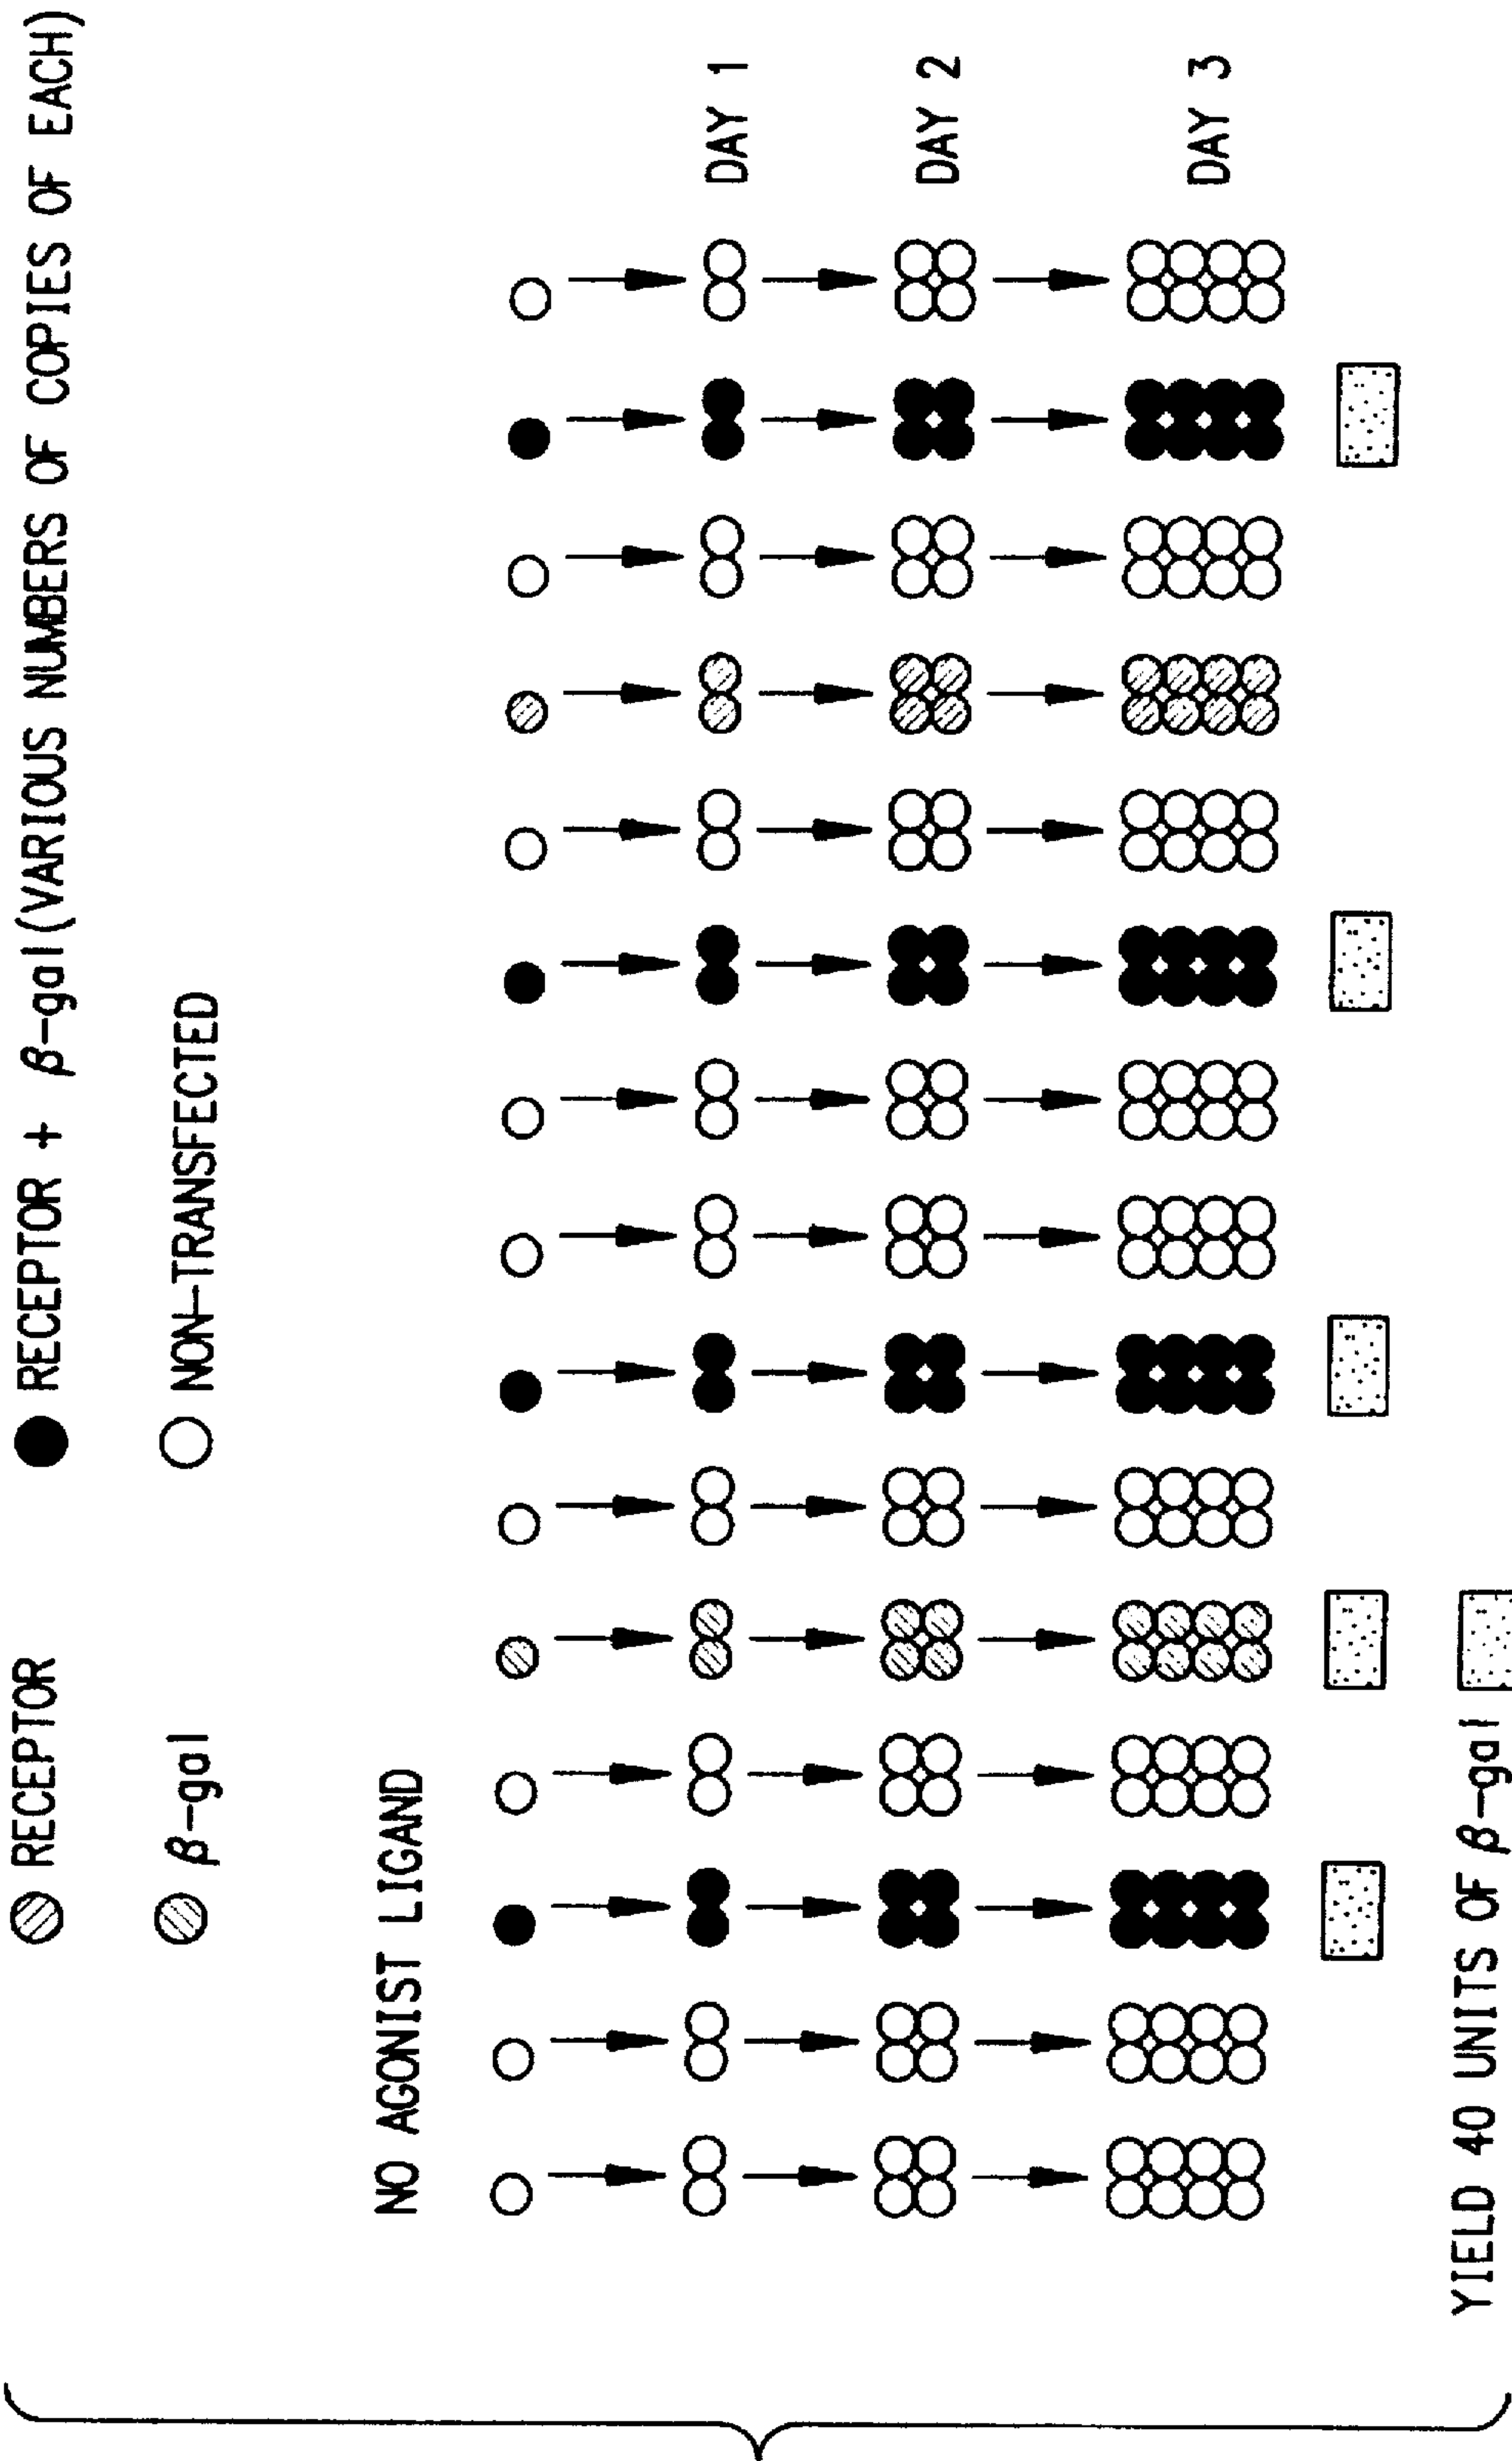 RECEPTOR
RECEPTOR + β-gal(VARIOUS NUMBERS OF COPIES OF EACH)
β-gal
NON-TRANSFECTED
NO AGONIST LIGAND
DAY 1
DAY 2
DAY 3
YIELD 40 UNITS OF β-gal